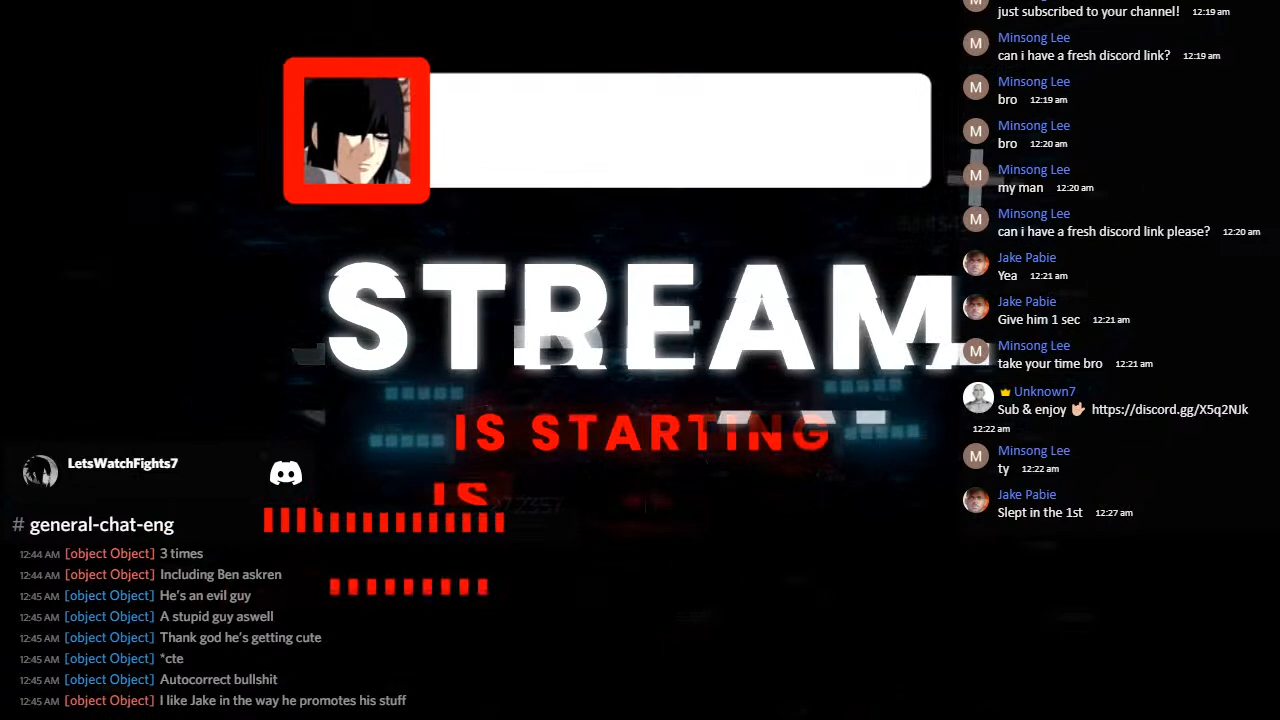 STREAM
IS STARTING
IS
LetsWatchFights7
# general-chat-eng
12:44 AM [object Object] 3 times
12:44 AM [object Object] Including Ben askren
12:45 AM [object Object] He's an evil guy
12:45 AM [object Object] A stupid guy aswell
12:45 AM [object Object] Thank god he's getting cute
12:45 AM [object Object] *cte
12:45 AM [object Object] Autocorrect bullshit
12:45 AM [object Object] I like Jake in the way he promotes his stuff
just subscribed to your channel! 12:19 am
M Minsong Lee
can i have a fresh discord link? 12:19 am
M Minsong Lee
bro 12:19 am
M Minsong Lee
bro 12:20 am
M Minsong Lee
my man 12:20 am
M Minsong Lee
can i have a fresh discord link please? 12:20 am
Jake Pabie
Yea 12:21 am
Jake Pabie
Give him 1 sec 12:21 am
M Minsong Lee
take your time bro 12:21 am
Unknown7
Sub & enjoy 🤟🏼 https://discord.gg/X5q2NJk
12:22 am
M Minsong Lee
ty 12:22 am
Jake Pabie
Slept in the 1st 12:27 am